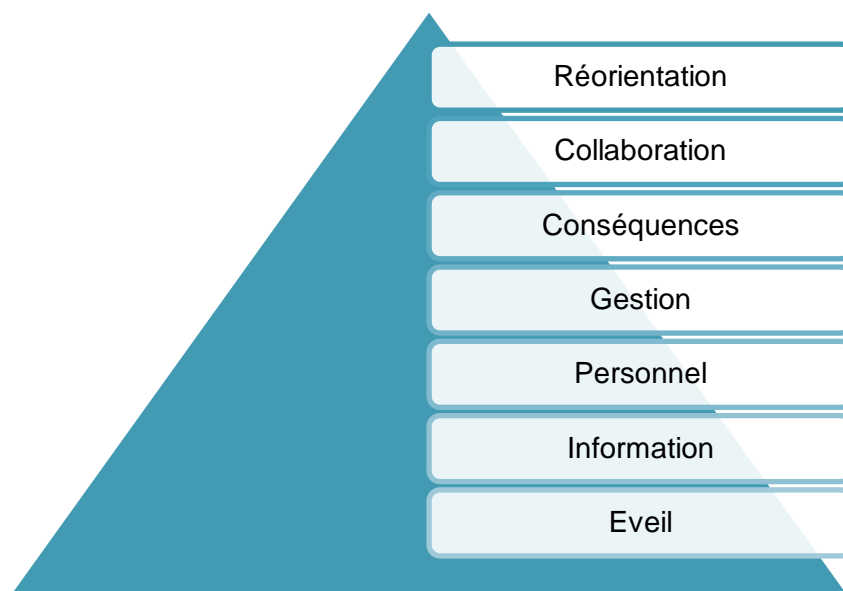 Réorientation
Collaboration
Conséquences
Gestion
Personnel
Information
Eveil